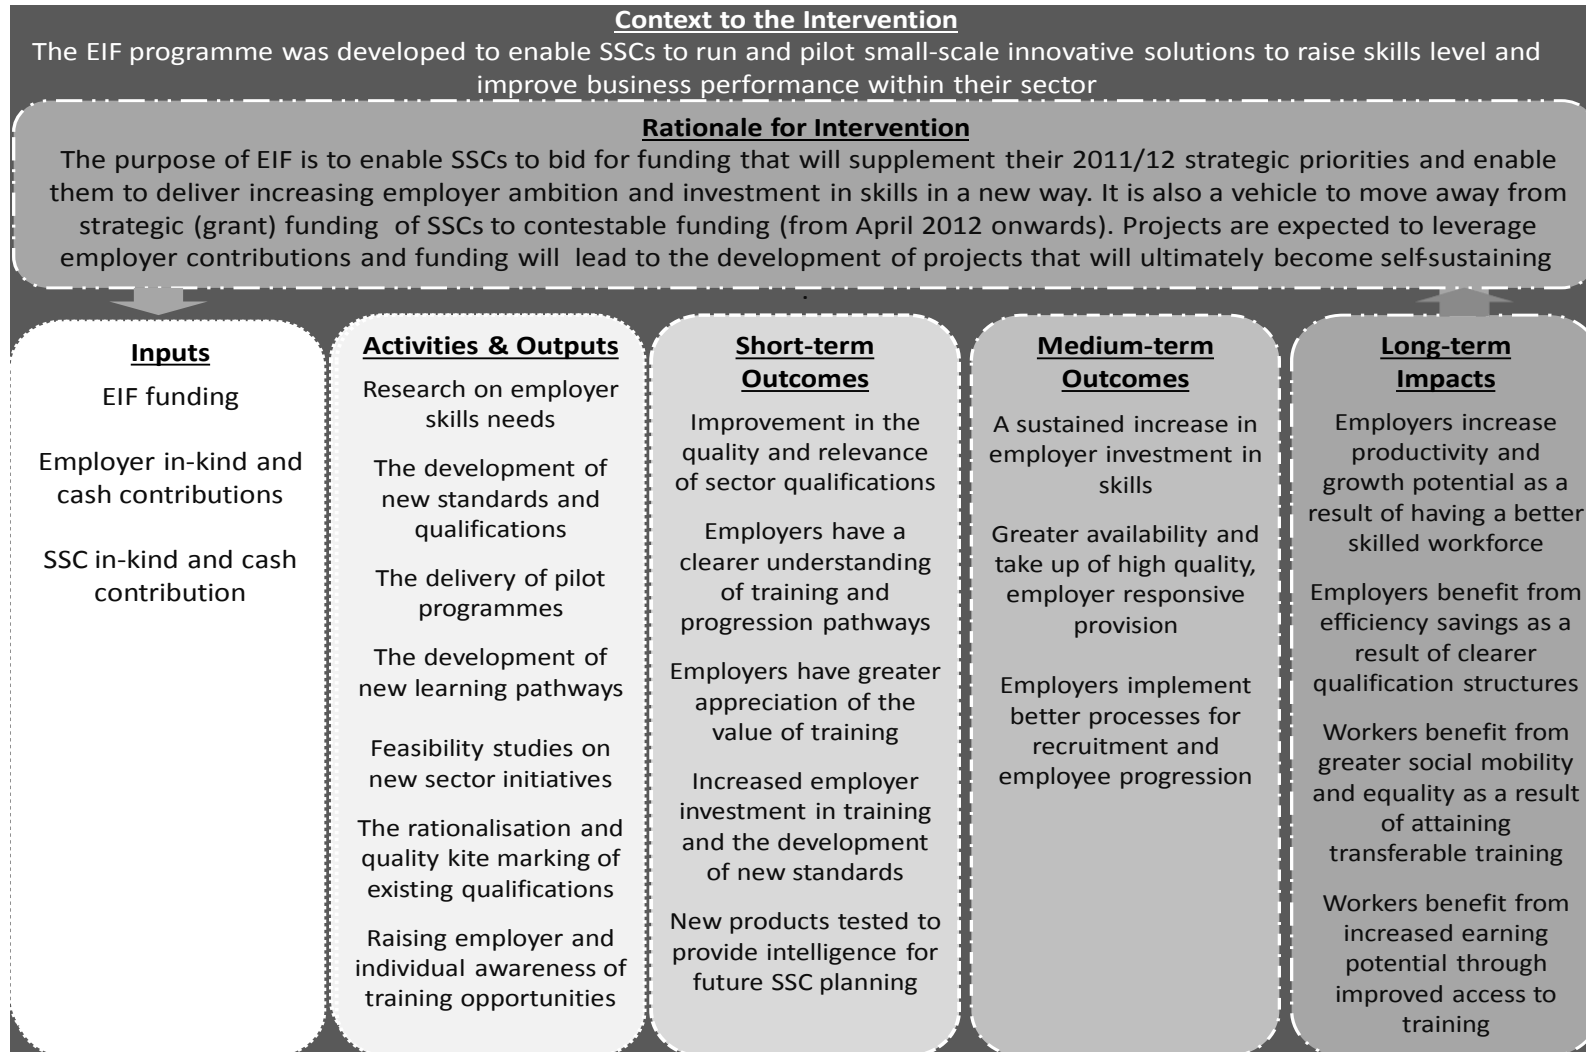 Context to the Intervention
The EIF programme was developed to enable SSCs to run and pilot small-scale innovative solutions to raise skills level and
improve business performance within their sector
Rationale for Intervention
The purpose of EIF is to enable SSCs to bid for funding that will supplement their 2011/12 strategic priorities and enable
them to deliver increasing employer ambition and investment in skills in a new way. It is also a vehicle to move away from
strategic (grant) funding of SSCs to contestable funding (from April 2012 onwards). Projects are expected to leverage
employer contributions and funding will lead to the development of projects that will ultimately become self-sustaining
.
Inputs
EIF funding
Employer in-kind and
cash contributions
SSC in-kind and cash
contribution
Activities & Outputs
Research on employer
skills needs
The development of
new standards and
qualifications
The delivery of pilot
programmes
The development of
new learning pathways
Feasibility studies on
new sector initiatives
The rationalisation and
quality kite marking of
existing qualifications
Raising employer and
individual awareness of
training opportunities
Short-term
Outcomes
Improvement in the
quality and relevance
of sector qualifications
Employers have a
clearer understanding
of training and
progression pathways
Employers have greater
appreciation of the
value of training
Increased employer
investment in training
and the development
of new standards
New products tested to
provide intelligence for
future SSC planning
Medium-term
Outcomes
A sustained increase in
employer investment in
skills
Greater availability and
take up of high quality,
employer responsive
provision
Employers implement
better processes for
recruitment and
employee progression
Long-term
Impacts
Employers increase
productivity and
growth potential as a
result of having a better
skilled workforce
Employers benefit from
efficiency savings as a
result of clearer
qualification structures
Workers benefit from
greater social mobility
and equality as a result
of attaining
transferable training
Workers benefit from
increased earning
potential through
improved access to
training